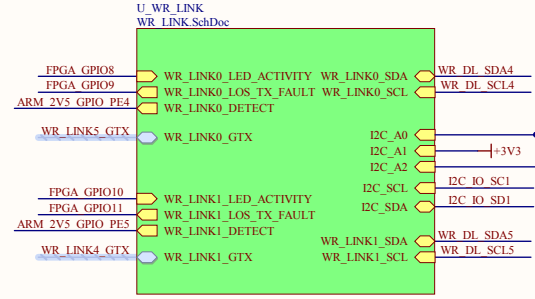 U_WR_LINK
WR_LINK.SchDoc
FPGA_GPIO8 WR_LINK0_LED_ACTIVITY WR_LINK0_SDA WR_DL_SDA4
FPGA_GPIO9 WR_LINK0_LOS_TX_FAULT WR_LINK0_SCL WR_DL_SCL4
ARM_2V5_GPIO_PE4 WR_LINK0_DETECT
WR_LINK5_GTX WR_LINK0_GTX I2C_A0
I2C_A1 +3V3
I2C_A2
I2C_SCL I2C_IO_SC1
FPGA_GPIO10 WR_LINK1_LED_ACTIVITY
FPGA_GPIO11 WR_LINK1_LOS_TX_FAULT I2C_SDA I2C_IO_SD1
ARM_2V5_GPIO_PE5 WR_LINK1_DETECT
WR_LINK1_SDA WR_DL_SDA5
WR_LINK4_GTX WR_LINK1_GTX WR_LINK1_SCL WR_DL_SCL5